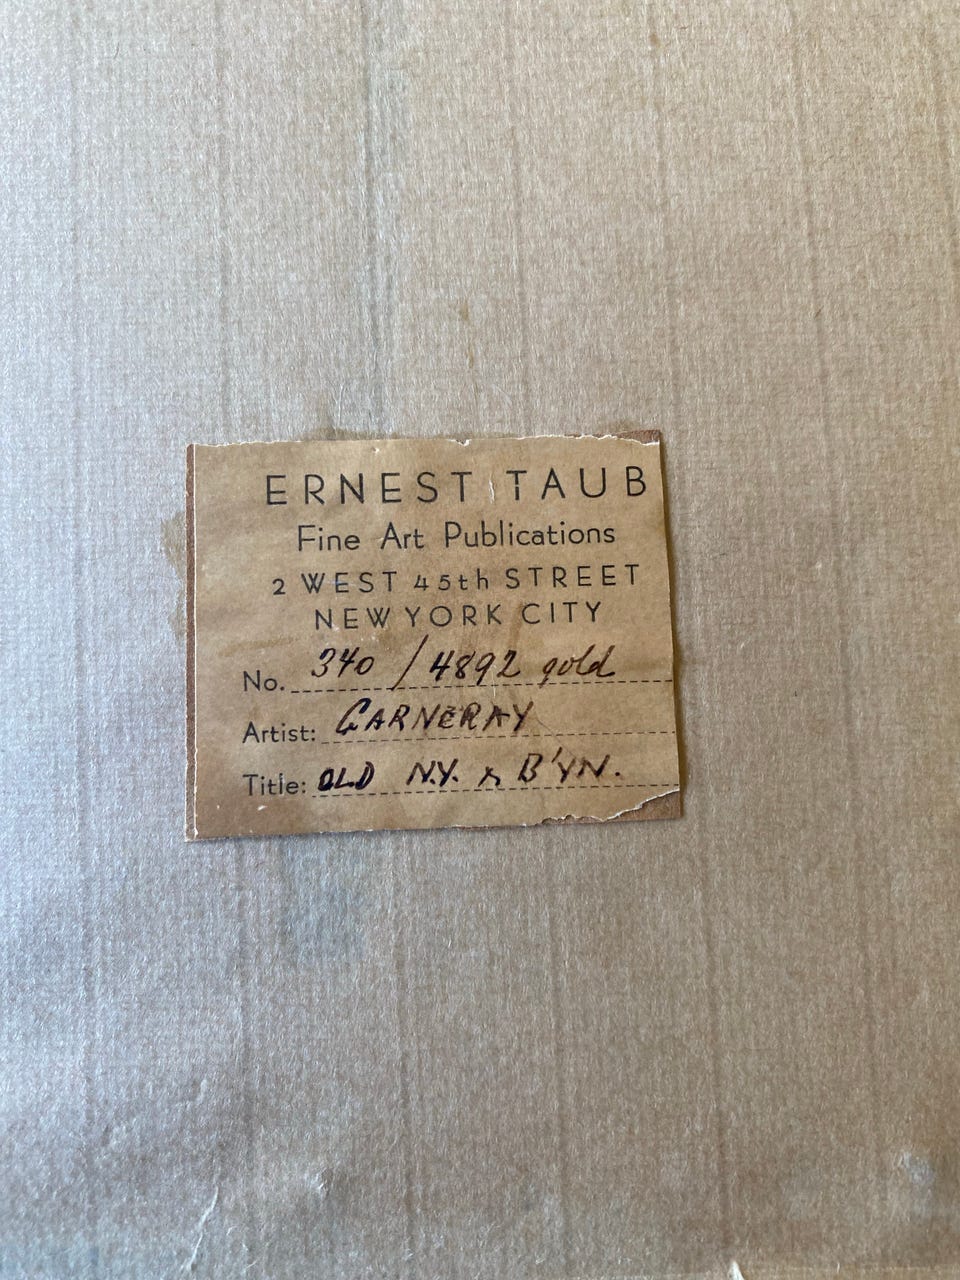 ERNEST TAUB
Fine Art Publications
2 WEST 45th STREET
NEW YORK CITY
No. 340 / 4892 gold
Artist: GARNERAY
Title: OLD N.Y. & B'YN.